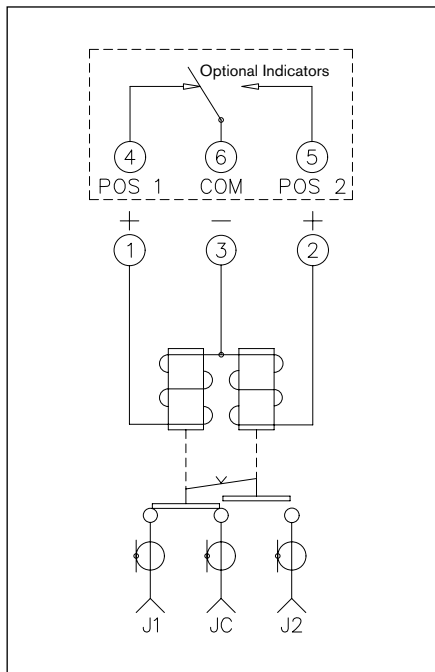 Optional Indicators
4 6 5
POS 1 COM POS 2
+ − +
1 3 2
J1 JC J2